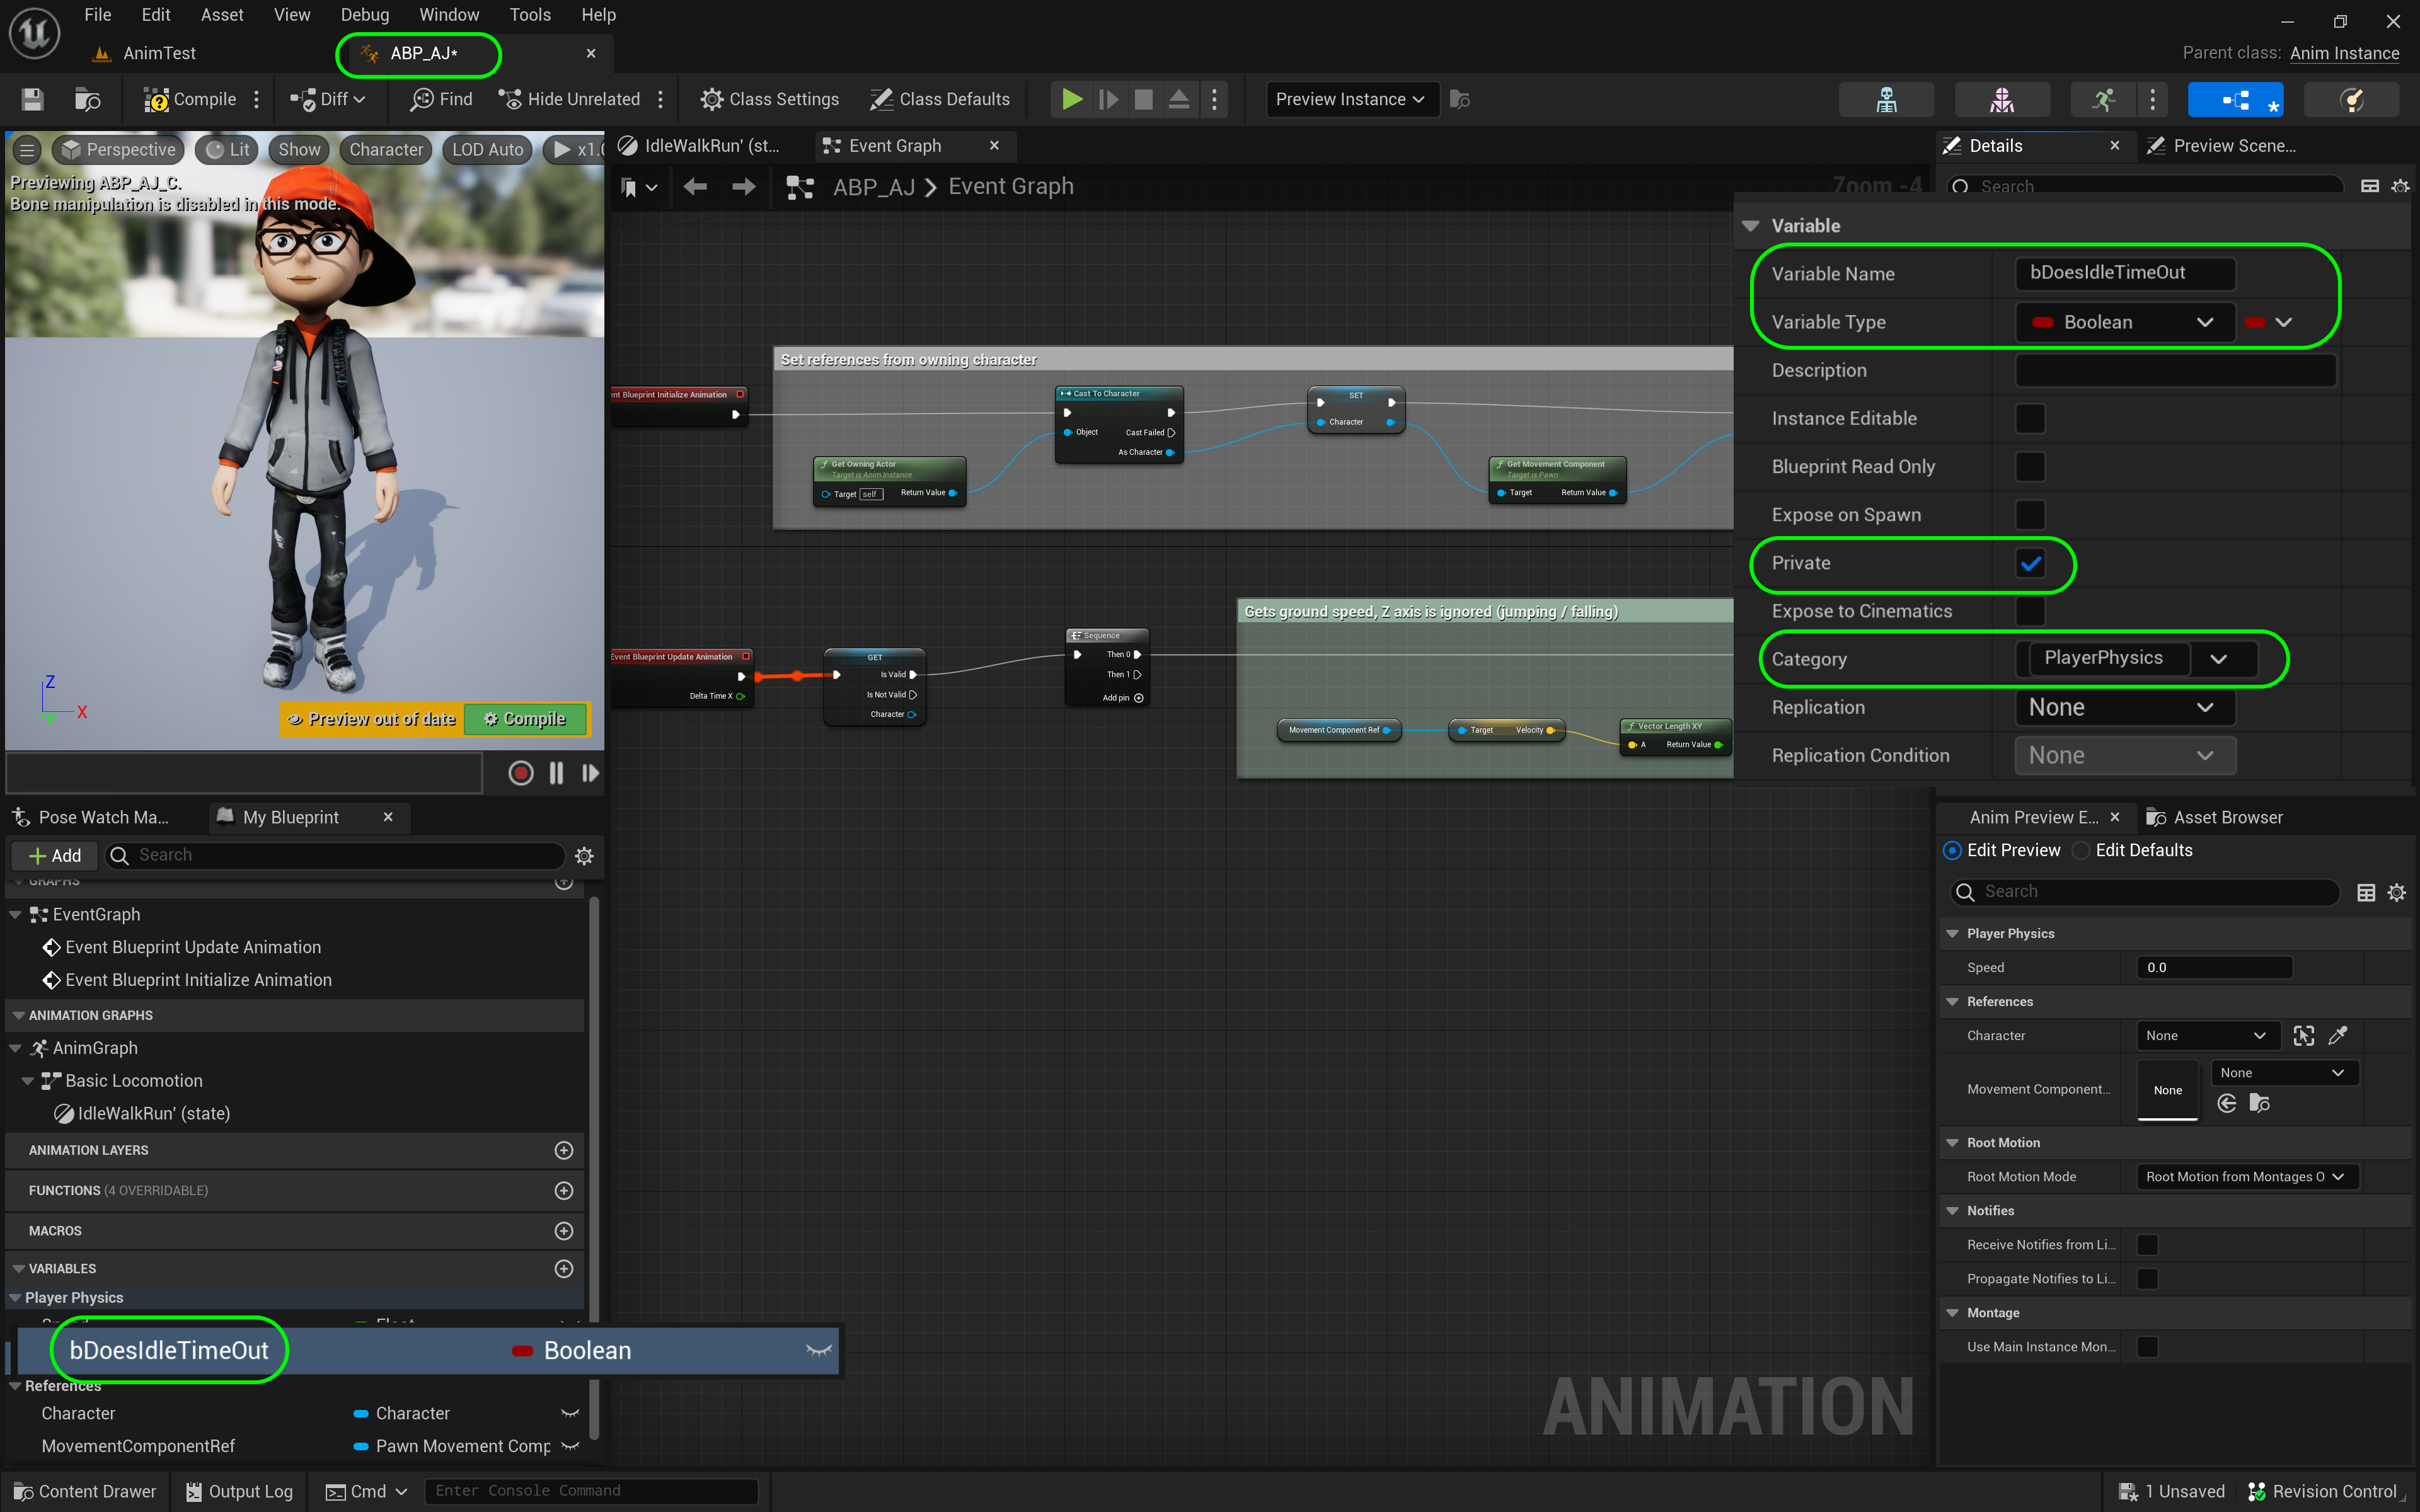 File Edit Asset View Debug Window Tools Help
AnimTest
ABP_AJ*
Parent class: Anim Instance
Compile Diff Find Hide Unrelated Class Settings Class Defaults Preview Instance
Perspective Lit Show Character LOD Auto x1.0
Previewing ABP_AJ_C.
Bone manipulation is disabled in this mode.
Z
X
Y
Preview out of date Compile
IdleWalkRun' (st... Event Graph
ABP_AJ > Event Graph
Zoom -4
Set references from owning character
ent Blueprint Initialize Animation
Cast To Character
Object Cast Failed
As Character
SET
Character
Get Owning Actor
Target is Anim Instance
Target self Return Value
Get Movement Component
Target is Pawn
Target Return Value
Gets ground speed, Z axis is ignored (jumping / falling)
Event Blueprint Update Animation
Delta Time X
GET
Is Valid
Is Not Valid
Character
Sequence
Then 0
Then 1
Add pin
Movement Component Ref
Target Velocity
Vector Length XY
A Return Value
ANIMATION
Details Preview Scene...
Search
Variable
Variable Name bDoesIdleTimeOut
Variable Type Boolean
Description
Instance Editable
Blueprint Read Only
Expose on Spawn
Private
Expose to Cinematics
Category PlayerPhysics
Replication None
Replication Condition None
Pose Watch Ma... My Blueprint
Add Search
GRAPHS
EventGraph
Event Blueprint Update Animation
Event Blueprint Initialize Animation
ANIMATION GRAPHS
AnimGraph
Basic Locomotion
IdleWalkRun' (state)
ANIMATION LAYERS
FUNCTIONS (4 OVERRIDABLE)
MACROS
VARIABLES
Player Physics
bDoesIdleTimeOut Boolean
References
Character Character
MovementComponentRef Pawn Movement Comp
Anim Preview E... Asset Browser
Edit Preview Edit Defaults
Search
Player Physics
Speed 0.0
References
Character None
Movement Component... None None
Root Motion
Root Motion Mode Root Motion from Montages O
Notifies
Receive Notifies from Li...
Propagate Notifies to Li...
Montage
Use Main Instance Mon...
Content Drawer Output Log Cmd Enter Console Command
1 Unsaved Revision Control